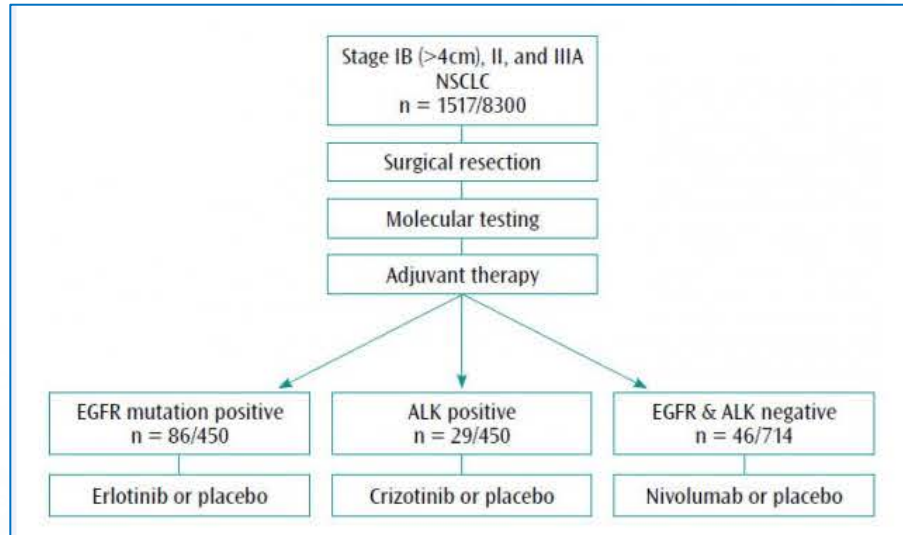 Stage IB (>4cm), II, and IIIA
NSCLC
n = 1517/8300
Surgical resection
Molecular testing
Adjuvant therapy
EGFR mutation positive
n = 86/450
ALK positive
n = 29/450
EGFR & ALK negative
n = 46/714
Erlotinib or placebo
Crizotinib or placebo
Nivolumab or placebo